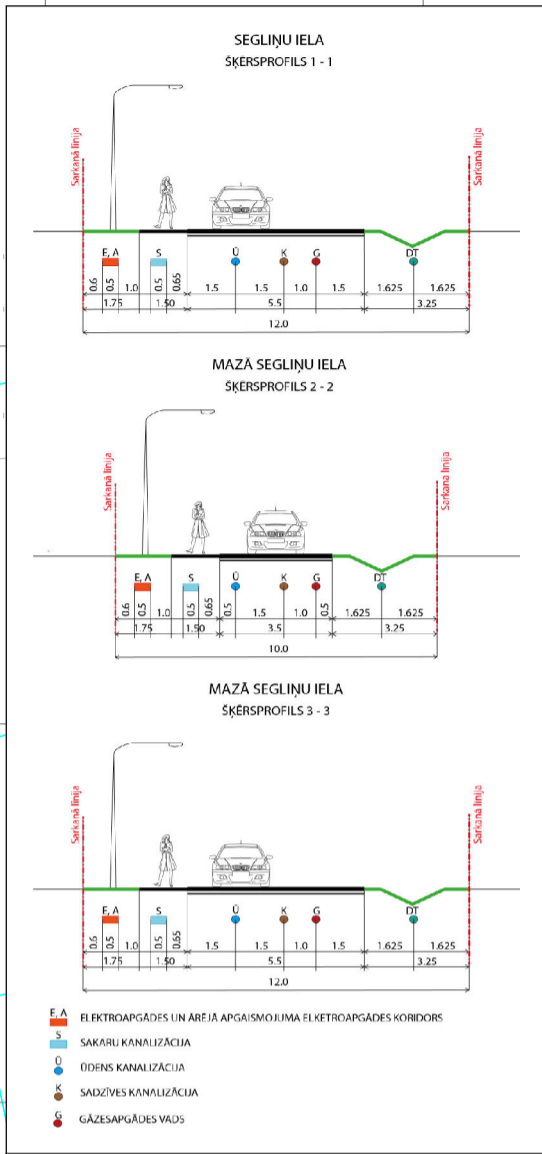 SEGLIŅU IELA
ŠĶĒRSPROFILS 1 - 1
Sarkanā līnija
Sarkanā līnija
E, A
S
Ū
K
G
DT
0.6 0.5 1.0 0.5 0.65 1.5 1.5 1.0 1.5 1.625 1.625
1.75 1.50 5.5 3.25
12.0
MAZĀ SEGLIŅU IELA
ŠĶĒRSPROFILS 2 - 2
Sarkanā līnija
Sarkanā līnija
E, A
S
Ū
K
G
DT
0.6 0.5 1.0 0.5 0.65 0.5 1.5 1.0 0.5 1.625 1.625
1.75 1.50 3.5 3.25
10.0
MAZĀ SEGLIŅU IELA
ŠĶĒRSPROFILS 3 - 3
Sarkanā līnija
Sarkanā līnija
E, A
S
Ū
K
G
DT
0.6 0.5 1.0 0.5 0.65 1.5 1.5 1.0 1.5 1.625 1.625
1.75 1.50 5.5 3.25
12.0
E, A ELEKTROAPGĀDES UN ĀRĒJĀ APGAISMOJUMA ELKETROAPGĀDES KORIDORS
S SAKARU KANALIZĀCIJA
Ū ŪDENS KANALIZĀCIJA
K SADZĪVES KANALIZĀCIJA
G GĀZESAPGĀDES VADS